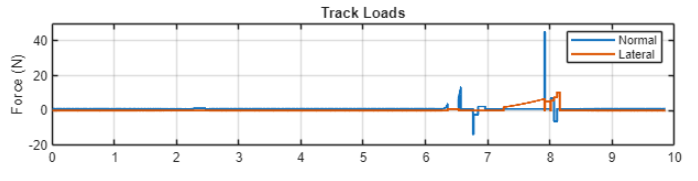 Track Loads
Force (N)
40
20
0
-20
0 1 2 3 4 5 6 7 8 9 10
Normal
Lateral